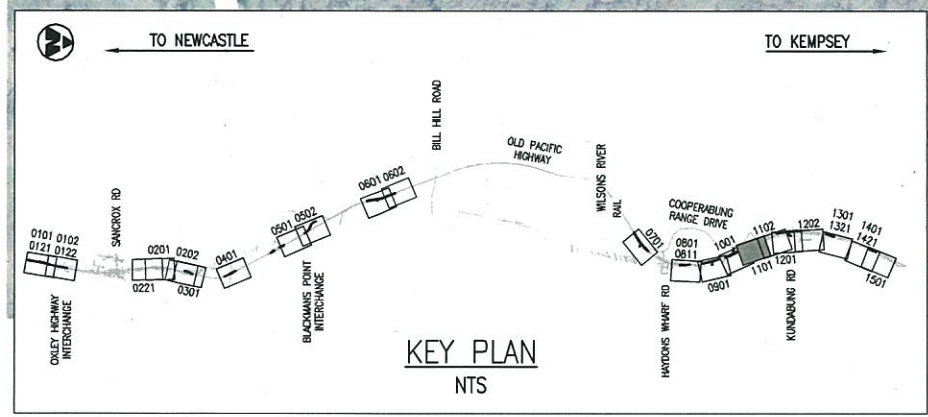 TO NEWCASTLE
TO KEMPSEY
0101 0102
0121 0122
OXLEY HIGHWAY
INTERCHANGE
SANCROX RD
0201
0221
0202
0301
0401
0501 0502
BLACKMANS POINT
INTERCHANGE
0601 0602
BILL HILL ROAD
OLD PACIFIC
HIGHWAY
WILSONS RIVER
RAIL
0701
HAYDONS WHARF RD
COOPERABUNG
RANGE DRIVE
0801
0811
0901
1001
1101
1102
1201
KUNDABUNG RD
1202
1301
1321
1401
1421
1501
KEY PLAN
NTS